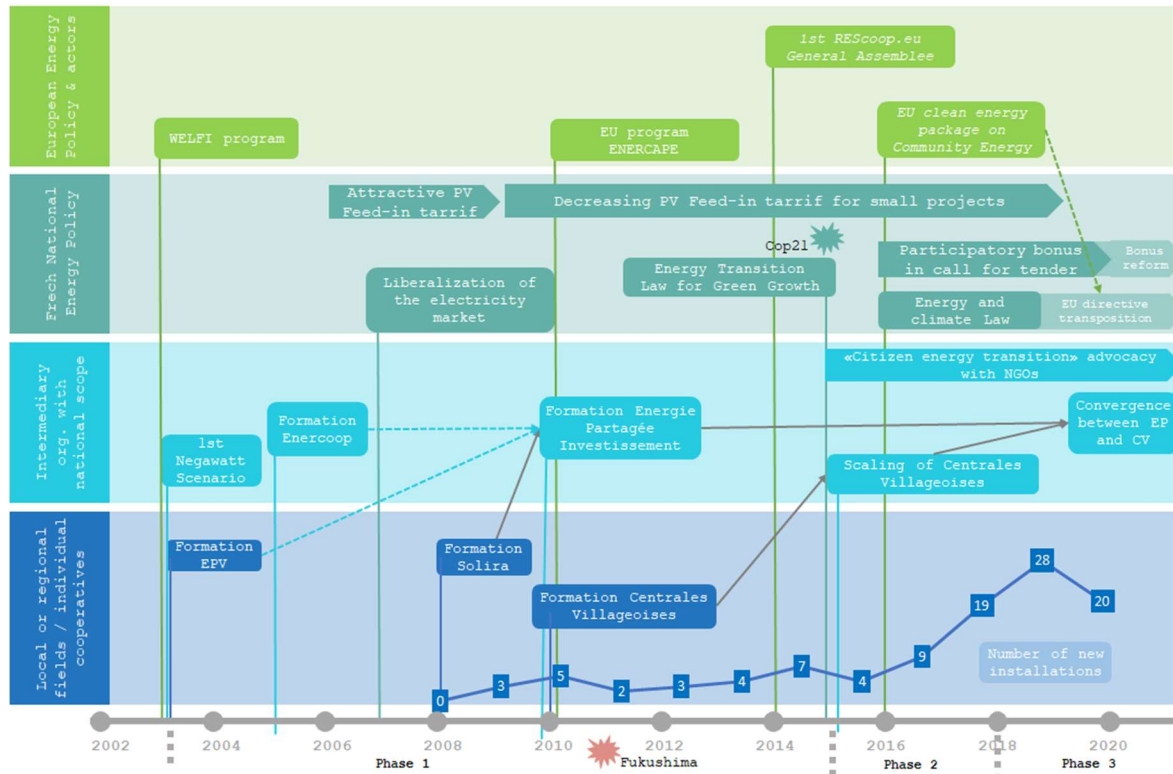 European Energy
Policy & actors
1st REScoop.eu
General Assemblee
WELFI program
EU program
ENERCAPE
EU clean energy
package on
Community Energy
Frech National
Energy Policy
Attractive PV
Feed-in tarrif
Decreasing PV Feed-in tarrif for small projects
Cop21
Liberalization of
the electricity
market
Energy Transition
Law for Green Growth
Participatory bonus
in call for tender
Bonus
reform
Energy and
climate Law
EU directive
transposition
Intermediary
org. with
national scope
«Citizen energy transition» advocacy
with NGOs
1st
Negawatt
Scenario
Formation
Enercoop
Formation Energie
Partagée
Investissement
Convergence
between EP
and CV
Scaling of Centrales
Villageoises
Local or regional
fields / individual
cooperatives
Formation
EPV
Formation
Solira
Formation Centrales
Villageoises
0
3
5
2
3
4
7
4
9
19
28
20
Number of new
installations
2002
2004
2006
2008
2010
2012
2014
2016
2018
2020
Phase 1
Fukushima
Phase 2
Phase 3